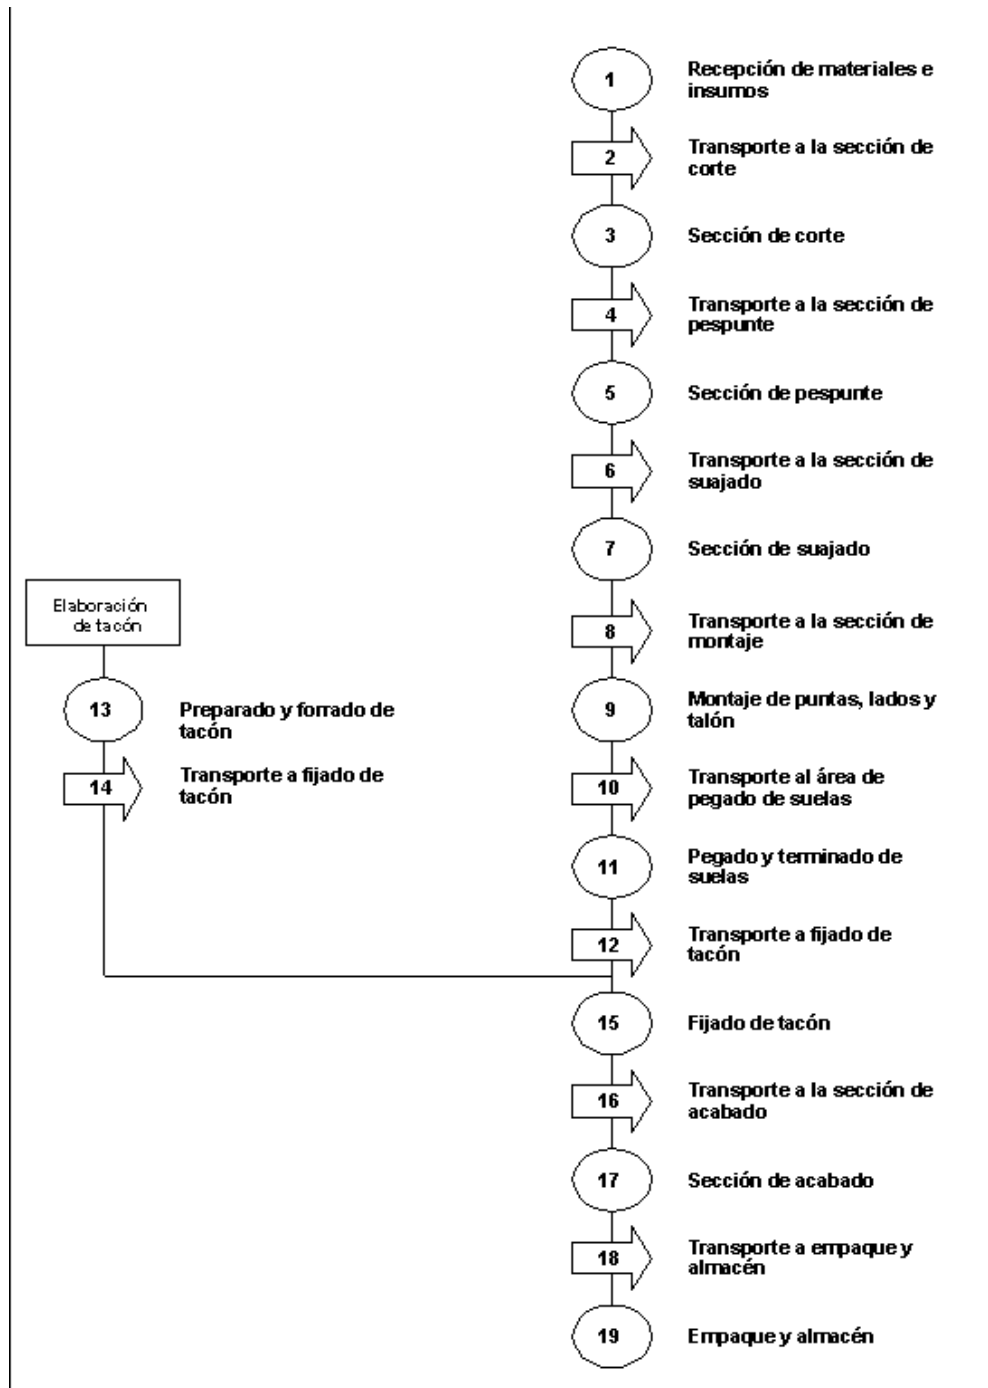 1
Recepción de materiales e
insumos
2
Transporte a la sección de
corte
3
Sección de corte
4
Transporte a la sección de
pespunte
5
Sección de pespunte
6
Transporte a la sección de
suajado
7
Sección de suajado
8
Transporte a la sección de
montaje
9
Montaje de puntas, lados y
talón
10
Transporte al área de
pegado de suelas
11
Pegado y terminado de
suelas
12
Transporte a fijado de
tacón
Elaboración
de tacón
13
Preparado y forrado de
tacón
14
Transporte a fijado de
tacón
15
Fijado de tacón
16
Transporte a la sección de
acabado
17
Sección de acabado
18
Transporte a empaque y
almacén
19
Empaque y almacén